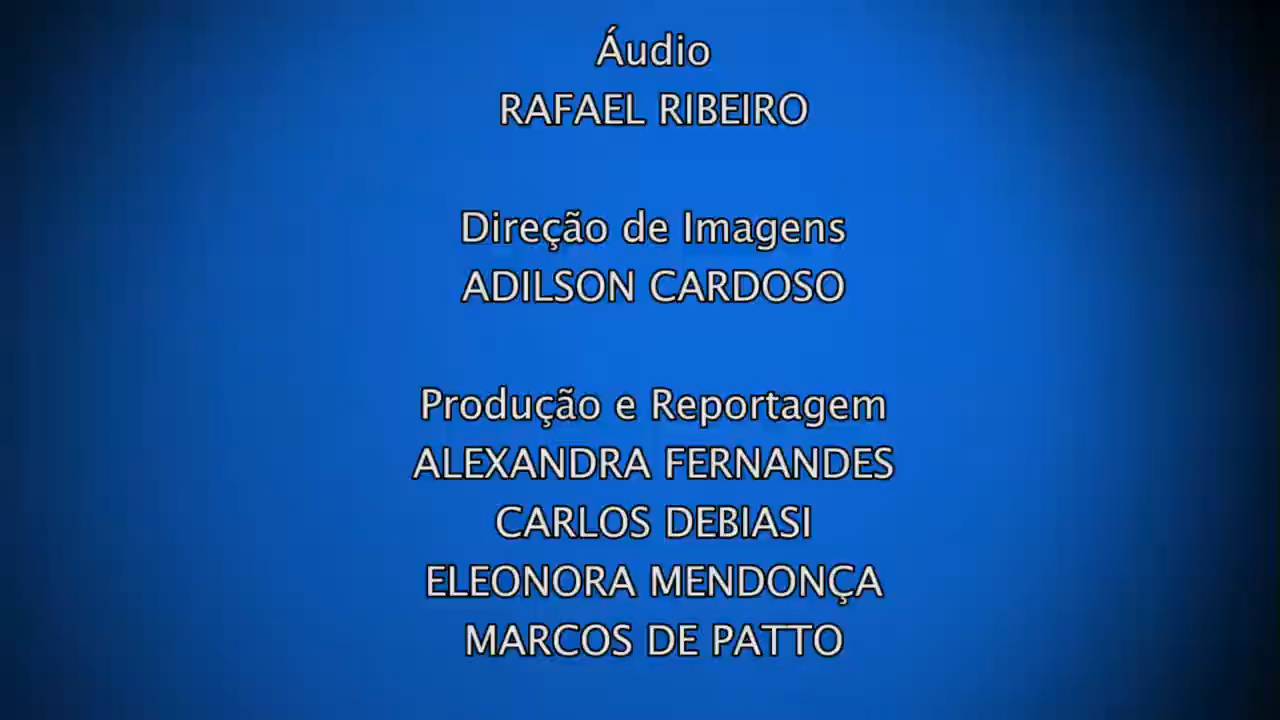 Áudio
RAFAEL RIBEIRO
Direção de Imagens
ADILSON CARDOSO
Produção e Reportagem
ALEXANDRA FERNANDES
CARLOS DEBIASI
ELEONORA MENDONÇA
MARCOS DE PATTO